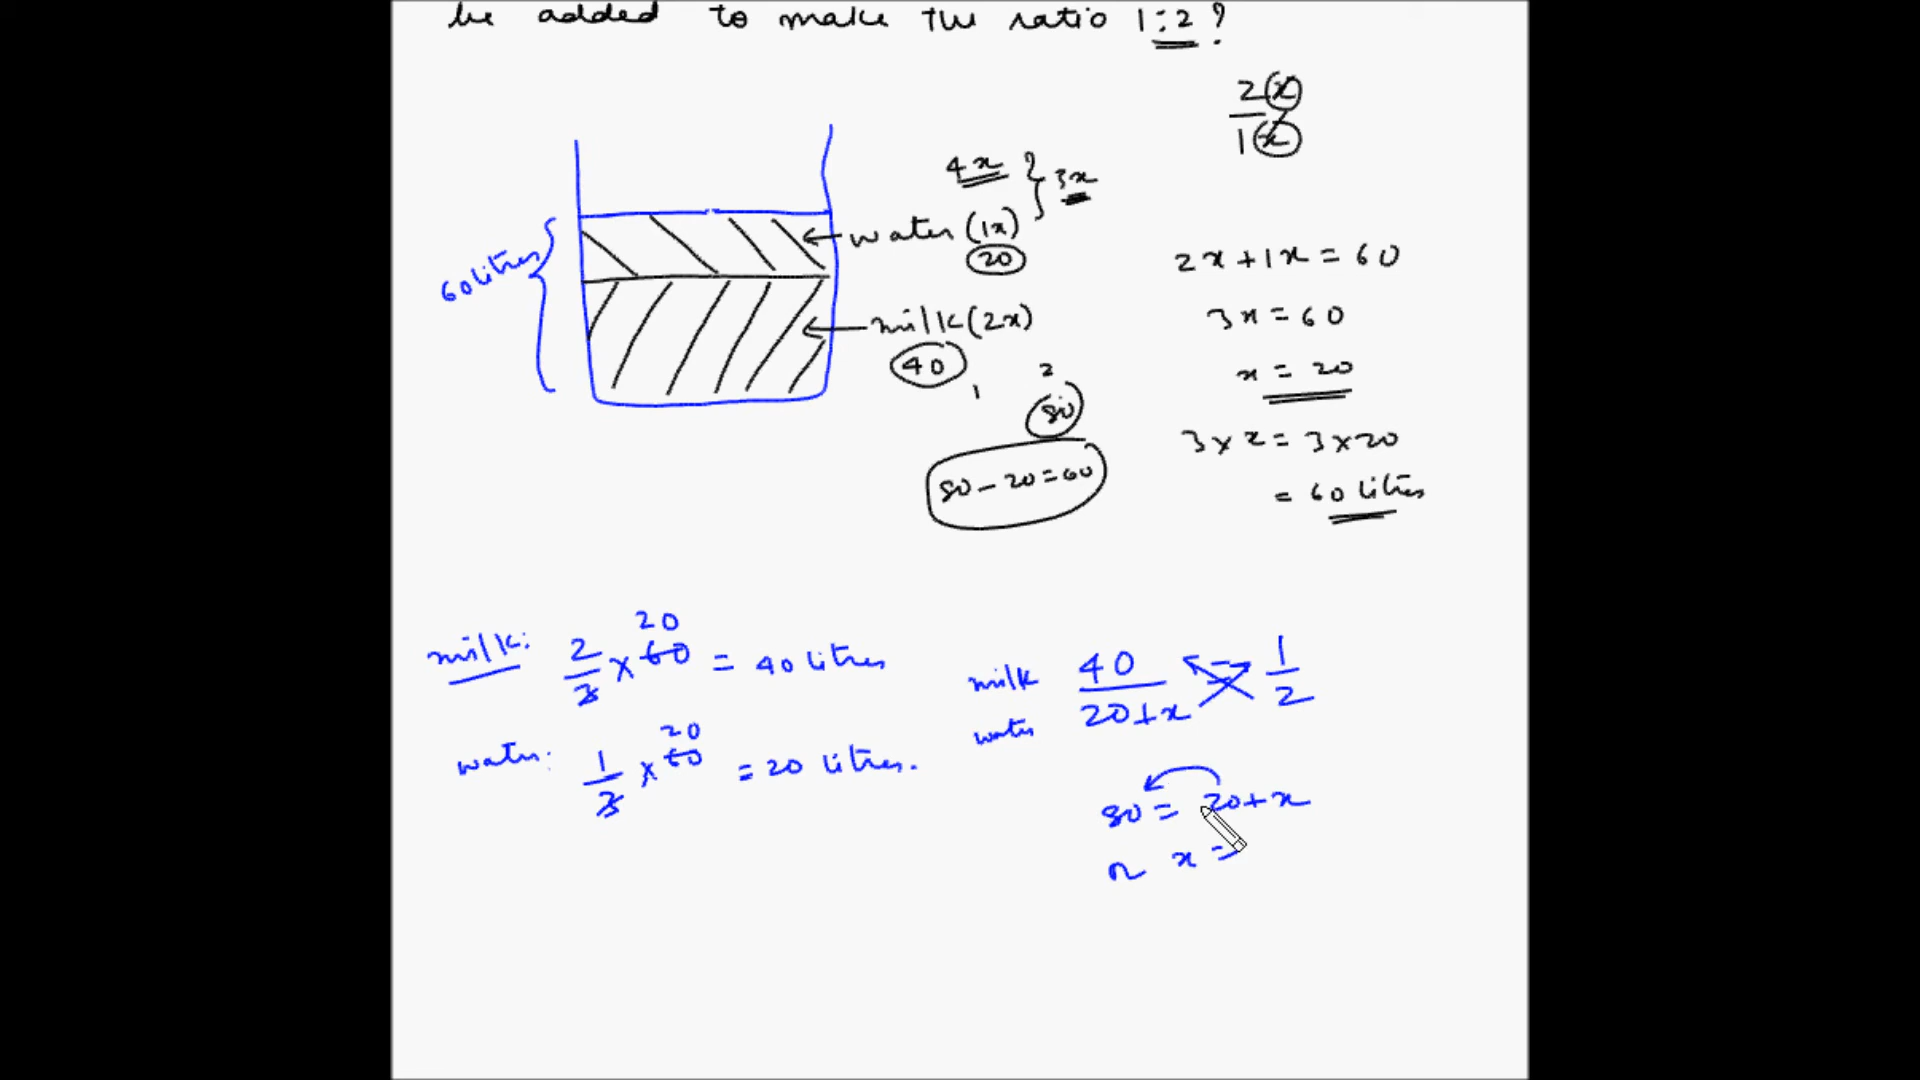 be added to make the ratio 1:2?
2x
1x
4x
3x
water (1x)
20
60 litres
milk (2x)
40
1 2
80
80 - 20 = 60
2x + 1x = 60
3x = 60
x = 20
3 x x = 3 x 20
= 60 litres
milk: 2/3 x 60 20 = 40 litres
water: 1/3 x 60 20 = 20 litres.
milk 40 = 1
water 20 + x 2
80 = 20 + x
or x =